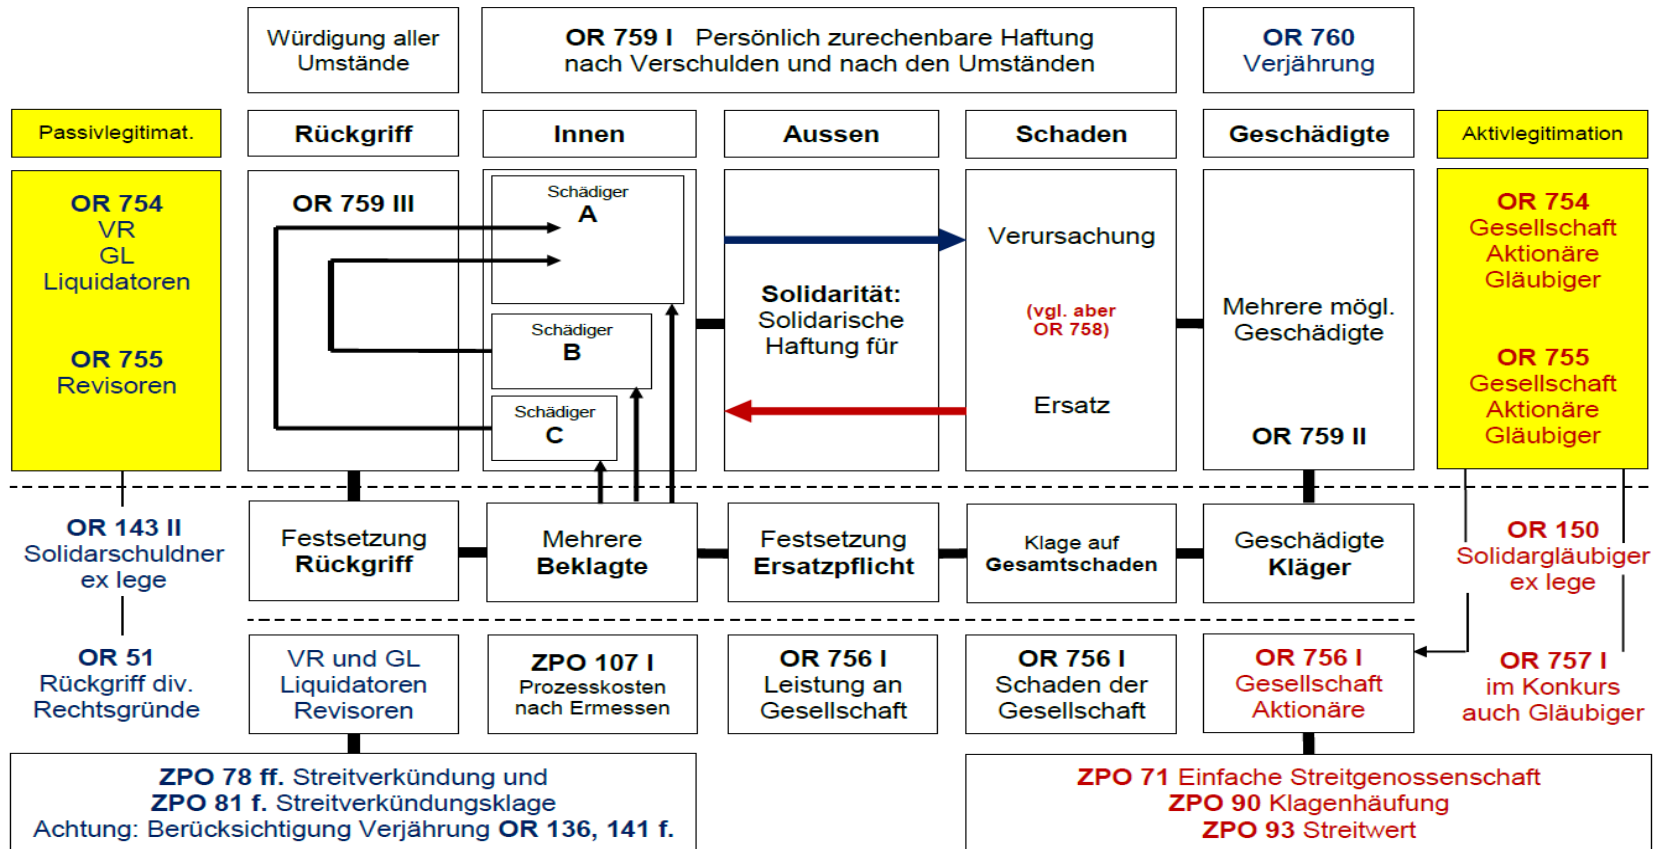 Würdigung aller
Umstände
OR 759 I Persönlich zurechenbare Haftung
nach Verschulden und nach den Umständen
OR 760
Verjährung
Passivlegitimat.
Rückgriff
Innen
Aussen
Schaden
Geschädigte
Aktivlegitimation
OR 754
VR
GL
Liquidatoren
OR 755
Revisoren
OR 759 III
Schädiger
A
Schädiger
B
Schädiger
C
Solidarität:
Solidarische
Haftung für
Verursachung
(vgl. aber
OR 758)
Ersatz
Mehrere mögl.
Geschädigte
OR 759 II
OR 754
Gesellschaft
Aktionäre
Gläubiger
OR 755
Gesellschaft
Aktionäre
Gläubiger
OR 143 II
Solidarschuldner
ex lege
Festsetzung
Rückgriff
Mehrere
Beklagte
Festsetzung
Ersatzpflicht
Klage auf
Gesamtschaden
Geschädigte
Kläger
OR 150
Solidargläubiger
ex lege
OR 51
Rückgriff div.
Rechtsgründe
VR und GL
Liquidatoren
Revisoren
ZPO 107 I
Prozesskosten
nach Ermessen
OR 756 I
Leistung an
Gesellschaft
OR 756 I
Schaden der
Gesellschaft
OR 756 I
Gesellschaft
Aktionäre
OR 757 I
im Konkurs
auch Gläubiger
ZPO 78 ff. Streitverkündung und
ZPO 81 f. Streitverkündungsklage
Achtung: Berücksichtigung Verjährung OR 136, 141 f.
ZPO 71 Einfache Streitgenossenschaft
ZPO 90 Klagenhäufung
ZPO 93 Streitwert